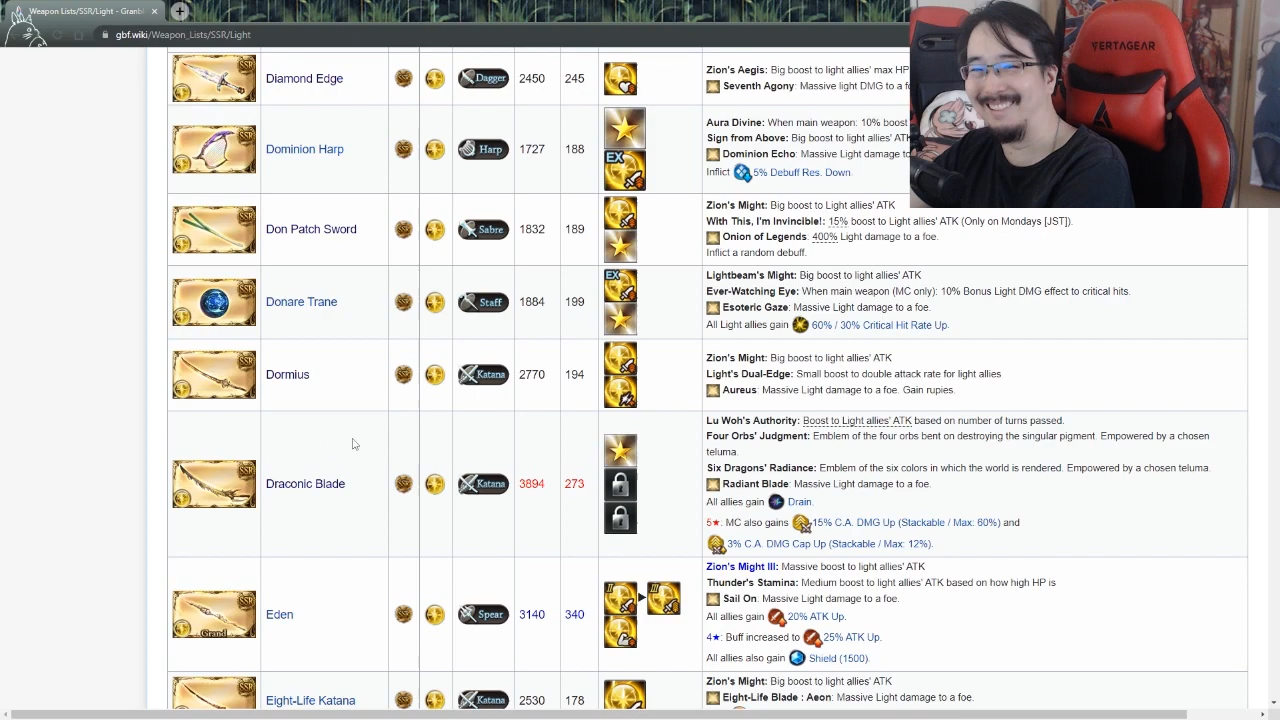 Weapon Lists/SSR/Light - Granbl
gbf.wiki/Weapon_Lists/SSR/Light
VERTAGEAR
Diamond Edge
SSR
Dagger
2450
245
Zion's Aegis: Big boost to light allies' max HP
Seventh Agony: Massive light DMG to a fo
Dominion Harp
SSR
Harp
1727
188
EX
Aura Divine: When main weapon: 10% boost
Sign from Above: Big boost to light allies' ATK
Dominion Echo: Massive Light damage to
Inflict 5% Debuff Res. Down.
Don Patch Sword
SSR
Sabre
1832
189
Zion's Might: Big boost to Light allies' ATK
With This, I'm Invincible!: 15% boost to Light allies' ATK (Only on Mondays [JST]).
Onion of Legends: 400% Light damage to a foe.
Inflict a random debuff.
Donare Trane
SSR
Staff
1884
199
EX
Lightbeam's Might: Big boost to light allies' ATK
Ever-Watching Eye: When main weapon (MC only): 10% Bonus Light DMG effect to critical hits.
Esoteric Gaze: Massive Light damage to a foe.
All Light allies gain 60% / 30% Critical Hit Rate Up.
Dormius
SSR
Katana
2770
194
Zion's Might: Big boost to light allies' ATK
Light's Dual-Edge: Small boost to double attack rate for light allies
Aureus: Massive Light damage to a foe. Gain rupies.
Draconic Blade
SSR
Katana
3894
273
Lu Woh's Authority: Boost to Light allies' ATK based on number of turns passed.
Four Orbs' Judgment: Emblem of the four orbs bent on destroying the singular pigment. Empowered by a chosen
teluma.
Six Dragons' Radiance: Emblem of the six colors in which the world is rendered. Empowered by a chosen teluma.
Radiant Blade: Massive Light damage to a foe.
All allies gain Drain.
5★: MC also gains 15% C.A. DMG Up (Stackable / Max: 60%) and
3% C.A. DMG Cap Up (Stackable / Max: 12%).
Eden
SSR
Grand
Spear
3140
340
II
III
Zion's Might III: Massive boost to light allies' ATK
Thunder's Stamina: Medium boost to light allies' ATK based on how high HP is
Sail On: Massive Light damage to a foe.
All allies gain 20% ATK Up.
4★: Buff increased to 25% ATK Up.
All allies also gain Shield (1500).
Eight-Life Katana
SSR
Katana
2530
178
Zion's Might: Big boost to light allies' ATK
Eight-Life Blade : Aeon: Massive Light damage to a foe.